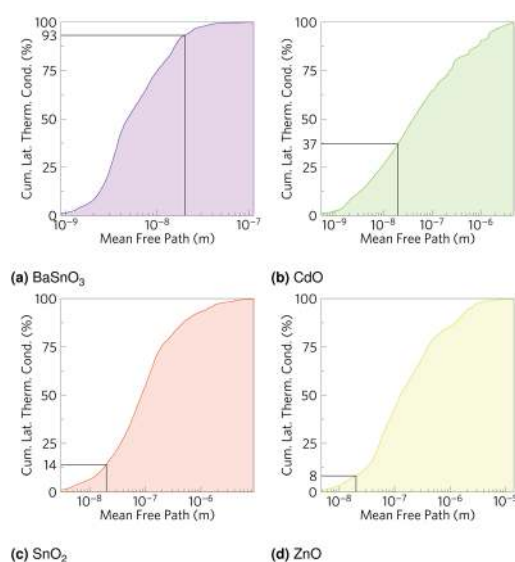 100
93
75
50
25
Cum. Lat. Therm. Cond. (%)
10⁻⁹ 10⁻⁸ 10⁻⁷
Mean Free Path (m)
(a) BaSnO₃
100
75
50
37
25
Cum. Lat. Therm. Cond. (%)
10⁻⁹ 10⁻⁸ 10⁻⁷ 10⁻⁶
Mean Free Path (m)
(b) CdO
100
75
50
25
14
Cum. Lat. Therm. Cond. (%)
10⁻⁸ 10⁻⁷ 10⁻⁶
Mean Free Path (m)
(c) SnO₂
100
75
50
25
8
Cum. Lat. Therm. Cond. (%)
10⁻⁸ 10⁻⁷ 10⁻⁶ 10⁻⁵
Mean Free Path (m)
(d) ZnO